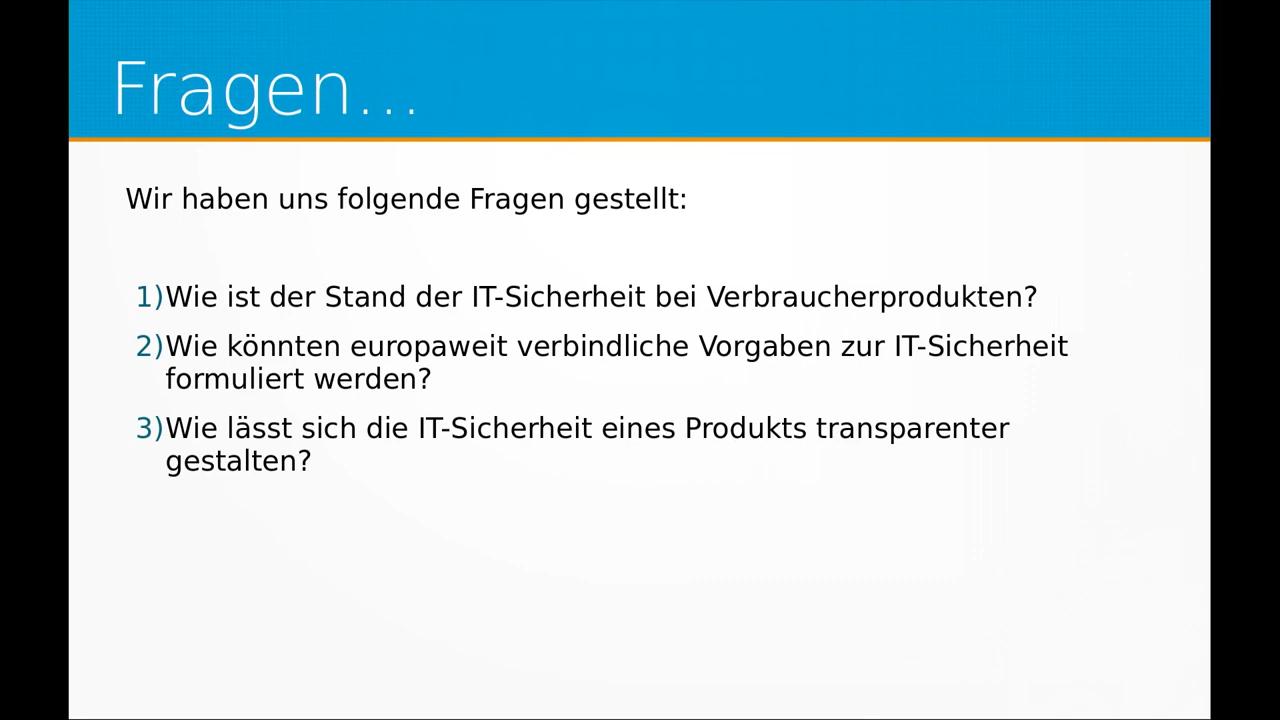 Fragen...
Wir haben uns folgende Fragen gestellt:
1)Wie ist der Stand der IT-Sicherheit bei Verbraucherprodukten?
2)Wie könnten europaweit verbindliche Vorgaben zur IT-Sicherheit
formuliert werden?
3)Wie lässt sich die IT-Sicherheit eines Produkts transparenter
gestalten?